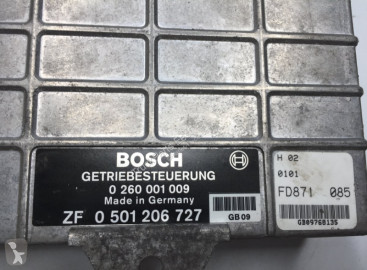 BOSCH
GETRIEBESTEUERUNG
0 260 001 009
Made in Germany
ZF 0 501 206 727
GB09
H 02
0101
FD871 085
GB09768135